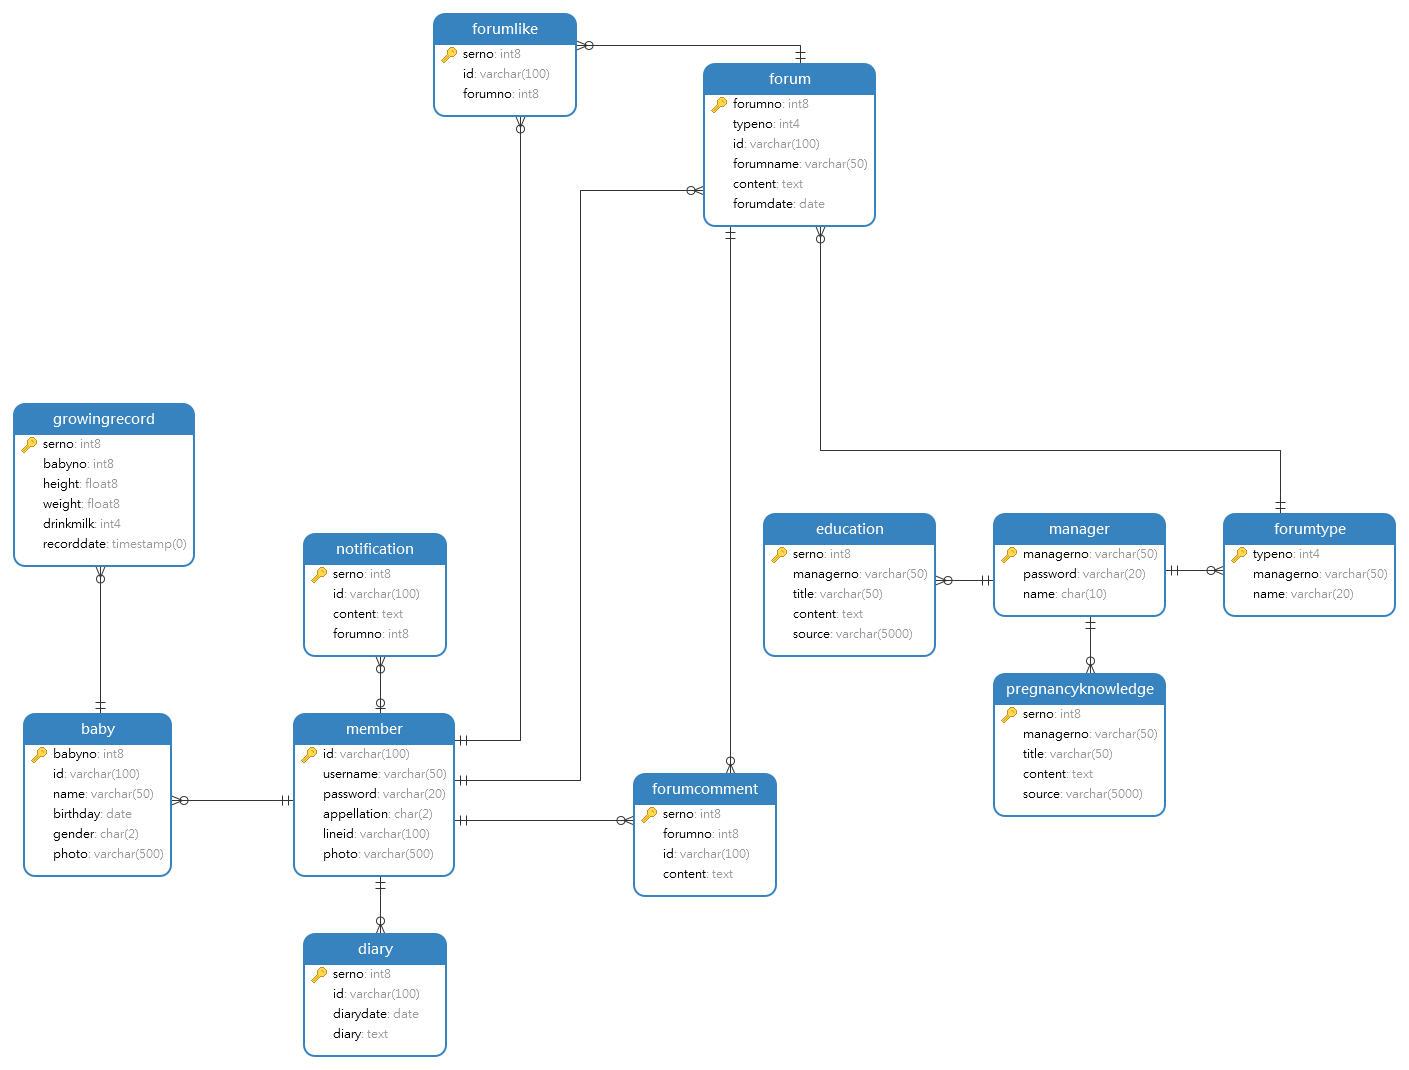 forumlike
serno: int8
id: varchar(100)
forumno: int8
forum
forumno: int8
typeno: int4
id: varchar(100)
forumname: varchar(50)
content: text
forumdate: date
growingrecord
serno: int8
babyno: int8
height: float8
weight: float8
drinkmilk: int4
recorddate: timestamp(0)
notification
serno: int8
id: varchar(100)
content: text
forumno: int8
education
serno: int8
managerno: varchar(50)
title: varchar(50)
content: text
source: varchar(5000)
manager
managerno: varchar(50)
password: varchar(20)
name: char(10)
forumtype
typeno: int4
managerno: varchar(50)
name: varchar(20)
pregnancyknowledge
serno: int8
managerno: varchar(50)
title: varchar(50)
content: text
source: varchar(5000)
baby
babyno: int8
id: varchar(100)
name: varchar(50)
birthday: date
gender: char(2)
photo: varchar(500)
member
id: varchar(100)
username: varchar(50)
password: varchar(20)
appellation: char(2)
lineid: varchar(100)
photo: varchar(500)
forumcomment
serno: int8
forumno: int8
id: varchar(100)
content: text
diary
serno: int8
id: varchar(100)
diarydate: date
diary: text